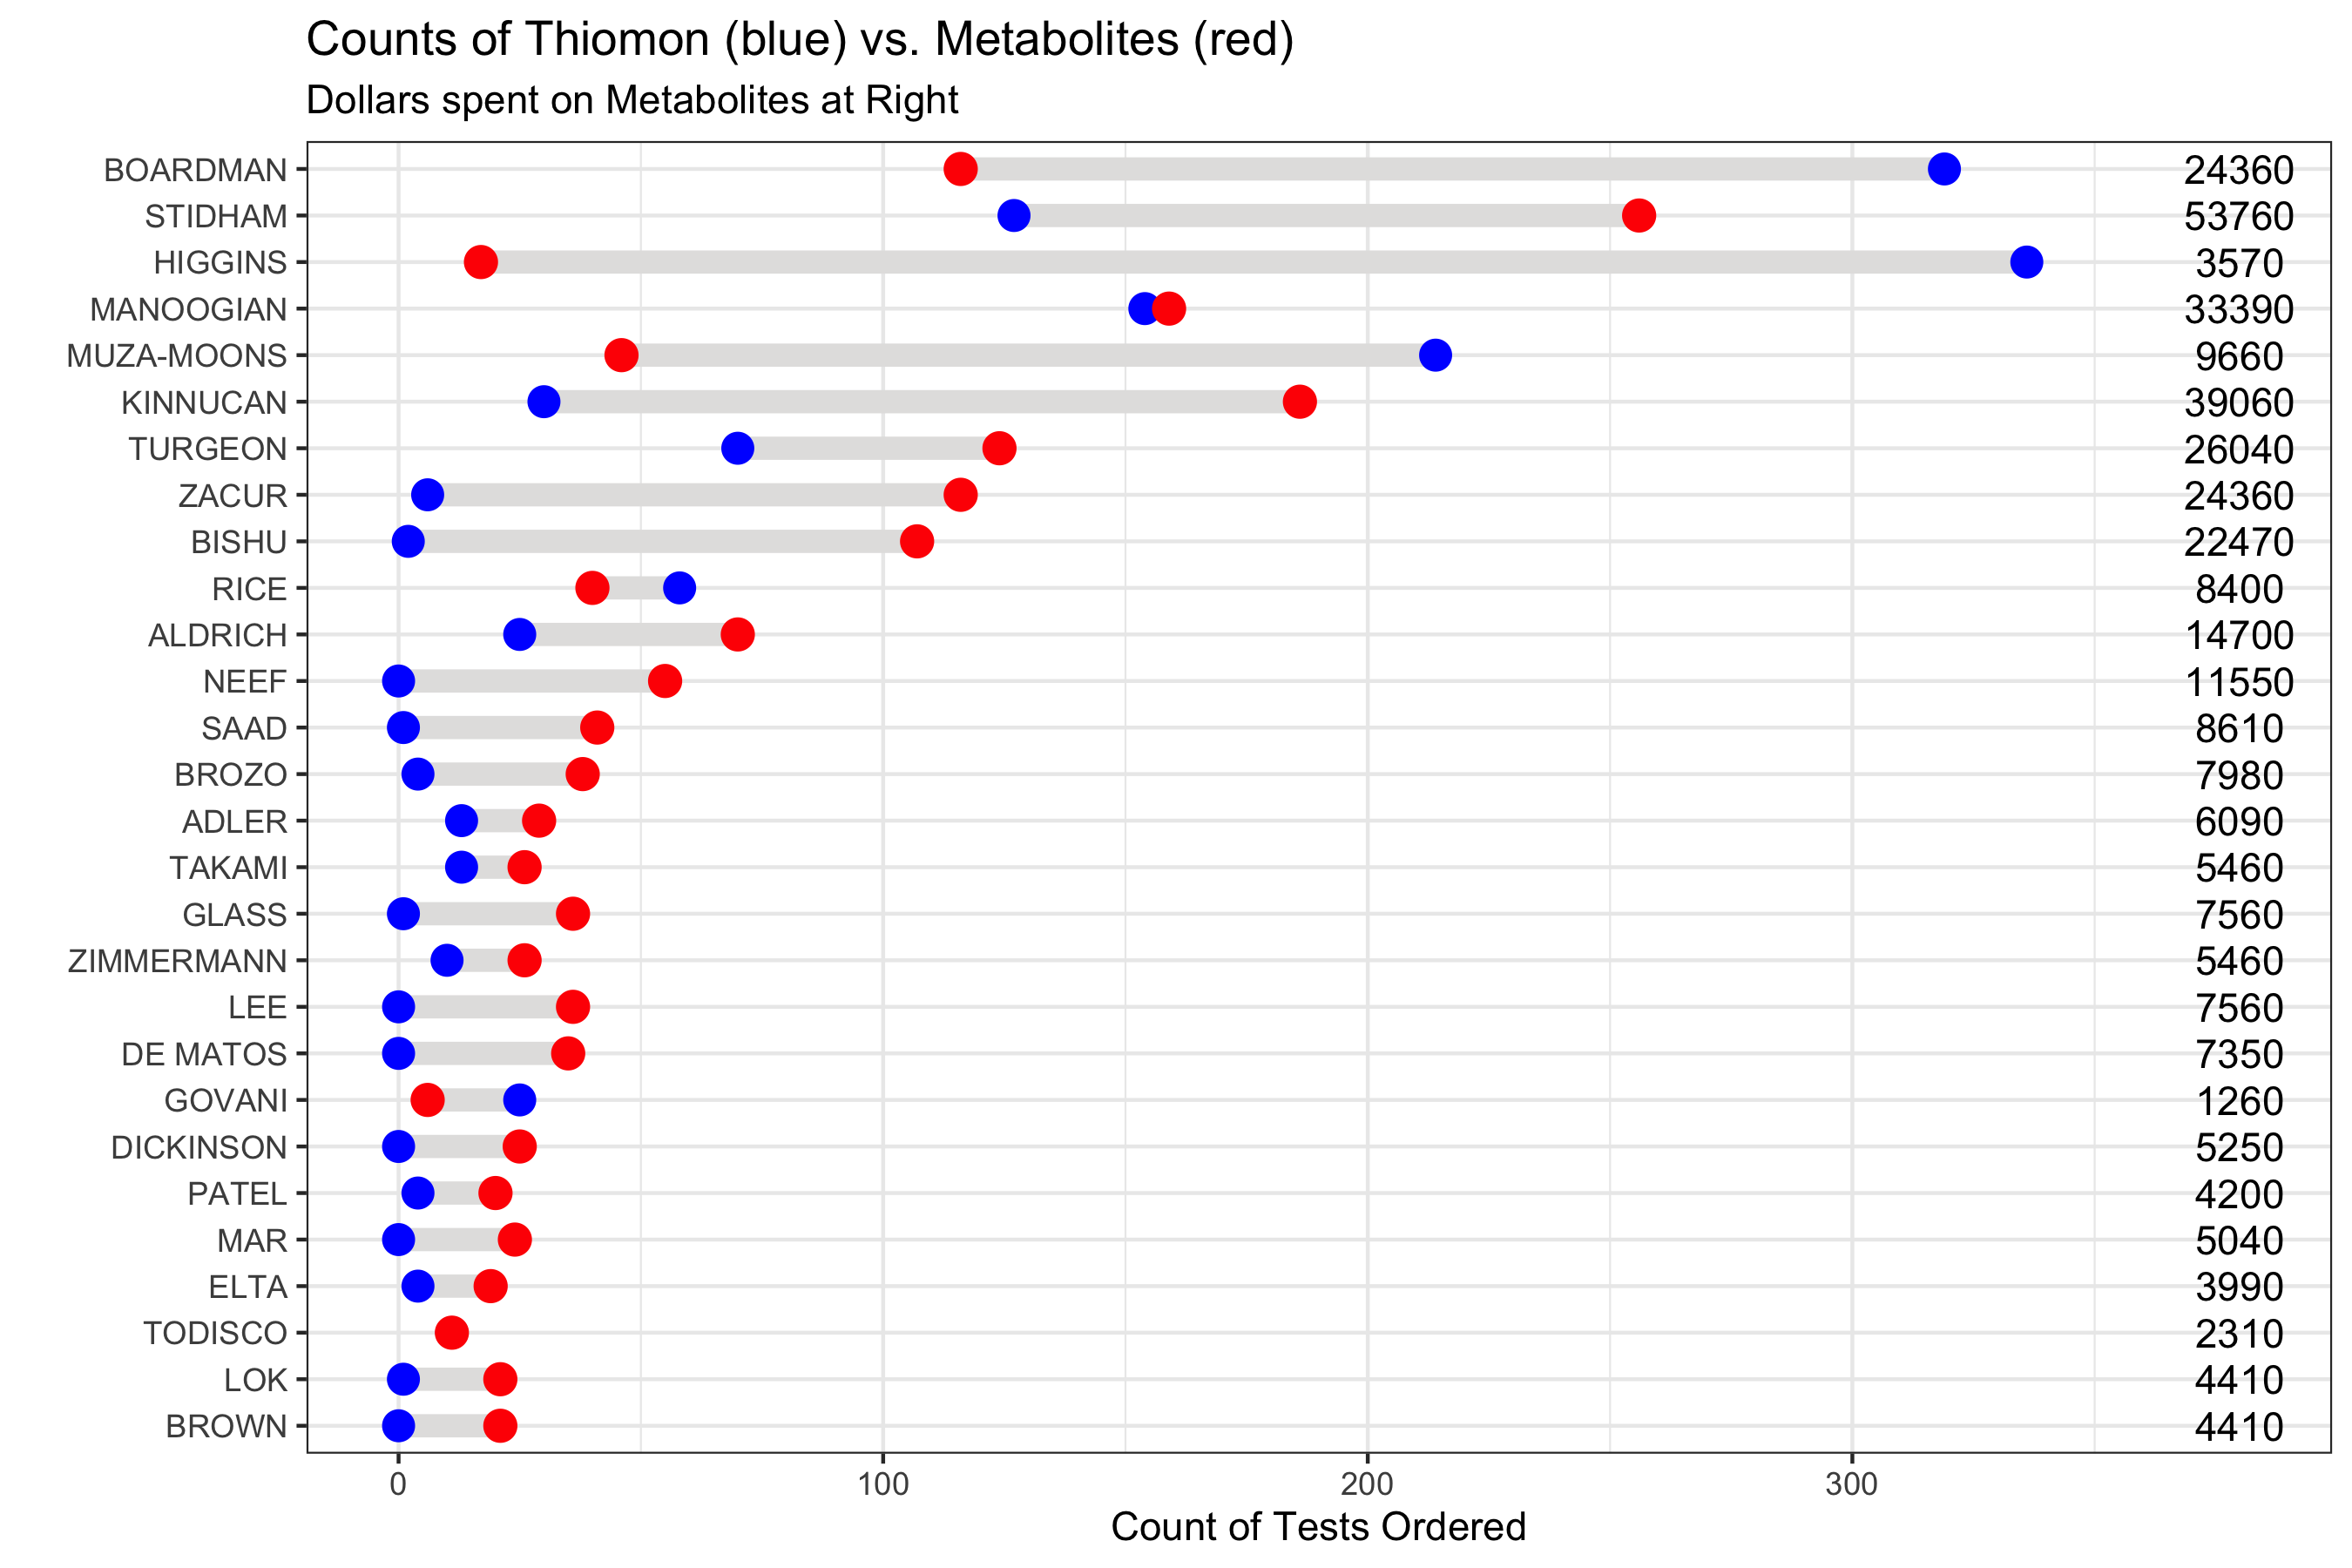 Counts of Thiomon (blue) vs. Metabolites (red)
Dollars spent on Metabolites at Right
BOARDMAN 24360
STIDHAM 53760
HIGGINS 3570
MANOOGIAN 33390
MUZA-MOONS 9660
KINNUCAN 39060
TURGEON 26040
ZACUR 24360
BISHU 22470
RICE 8400
ALDRICH 14700
NEEF 11550
SAAD 8610
BROZO 7980
ADLER 6090
TAKAMI 5460
GLASS 7560
ZIMMERMANN 5460
LEE 7560
DE MATOS 7350
GOVANI 1260
DICKINSON 5250
PATEL 4200
MAR 5040
ELTA 3990
TODISCO 2310
LOK 4410
BROWN 4410
0 100 200 300
Count of Tests Ordered